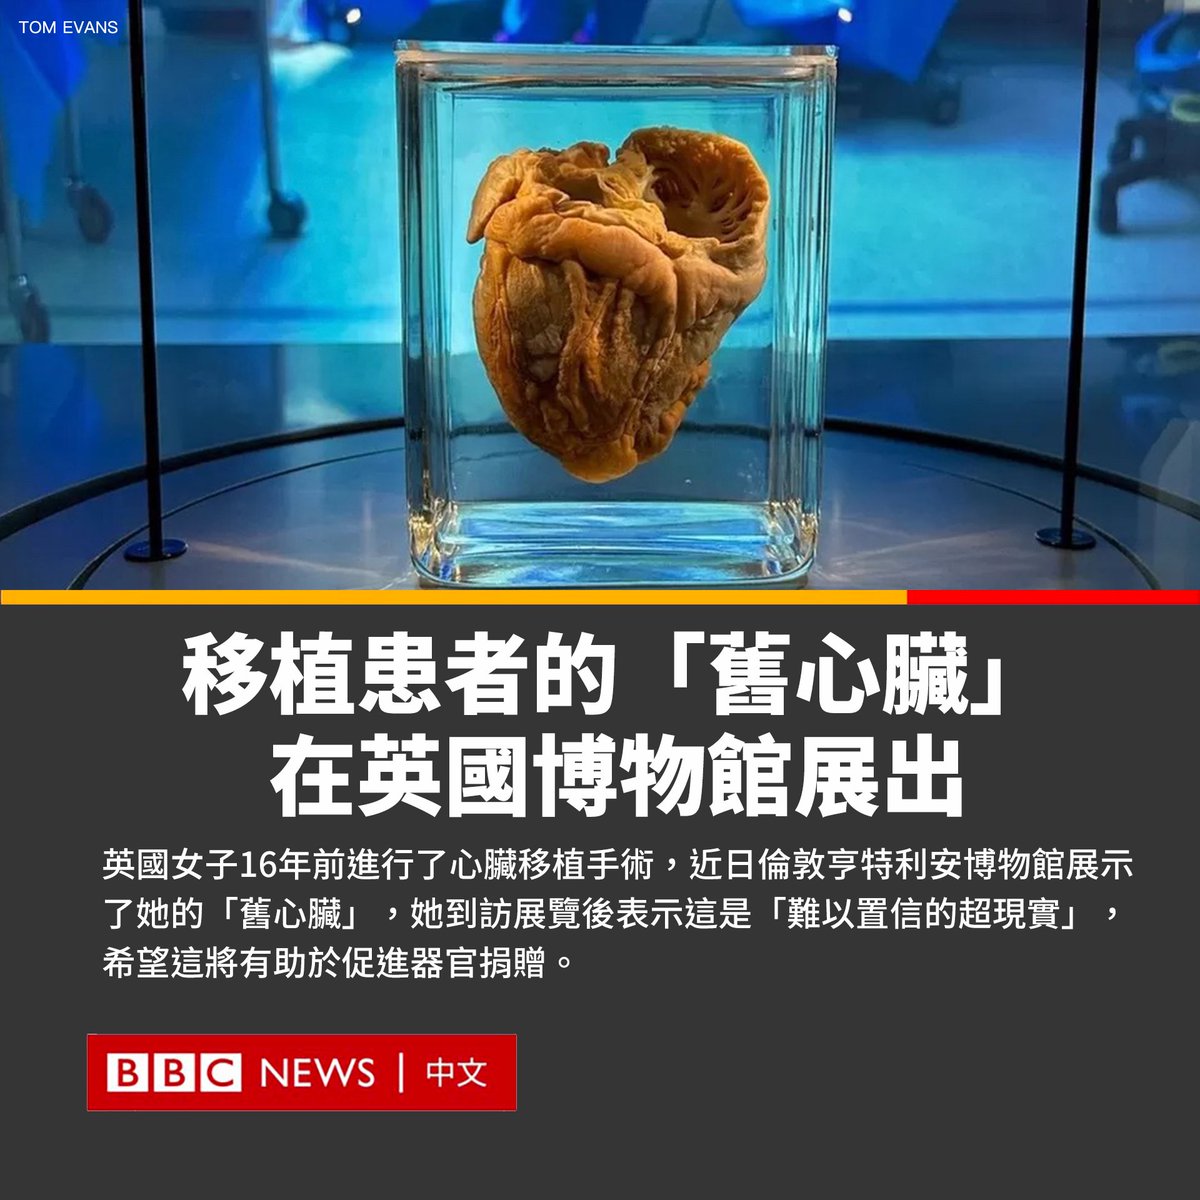 TOM EVANS
移植患者的「舊心臟」
在英國博物館展出
英國女子16年前進行了心臟移植手術，近日倫敦亨特利安博物館展示
了她的「舊心臟」，她到訪展覽後表示這是「難以置信的超現實」，
希望這將有助於促進器官捐贈。
BBC NEWS | 中文